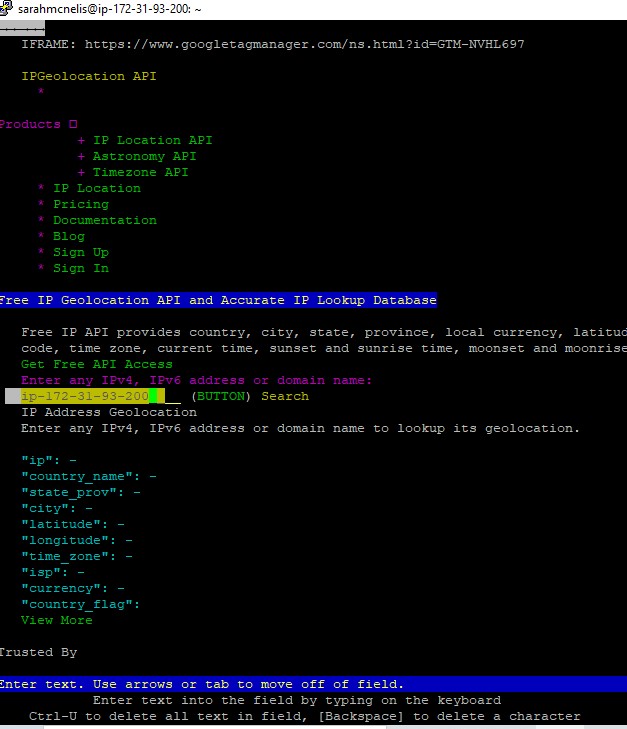 sarahmcnelis@ip-172-31-93-200: ~
IFRAME: https://www.googletagmanager.com/ns.html?id=GTM-NVHL697
IPGeolocation API
*
Products □
+ IP Location API
+ Astronomy API
+ Timezone API
* IP Location
* Pricing
* Documentation
* Blog
* Sign Up
* Sign In
Free IP Geolocation API and Accurate IP Lookup Database
Free IP API provides country, city, state, province, local currency, latitud
code, time zone, current time, sunset and sunrise time, moonset and moonrise
Get Free API Access
Enter any IPv4, IPv6 address or domain name:
ip-172-31-93-200 __ (BUTTON) Search
IP Address Geolocation
Enter any IPv4, IPv6 address or domain name to lookup its geolocation.
"ip": -
"country_name": -
"state_prov": -
"city": -
"latitude": -
"longitude": -
"time_zone": -
"isp": -
"currency": -
"country_flag":
View More
Trusted By
Enter text. Use arrows or tab to move off of field.
Enter text into the field by typing on the keyboard
Ctrl-U to delete all text in field, [Backspace] to delete a character